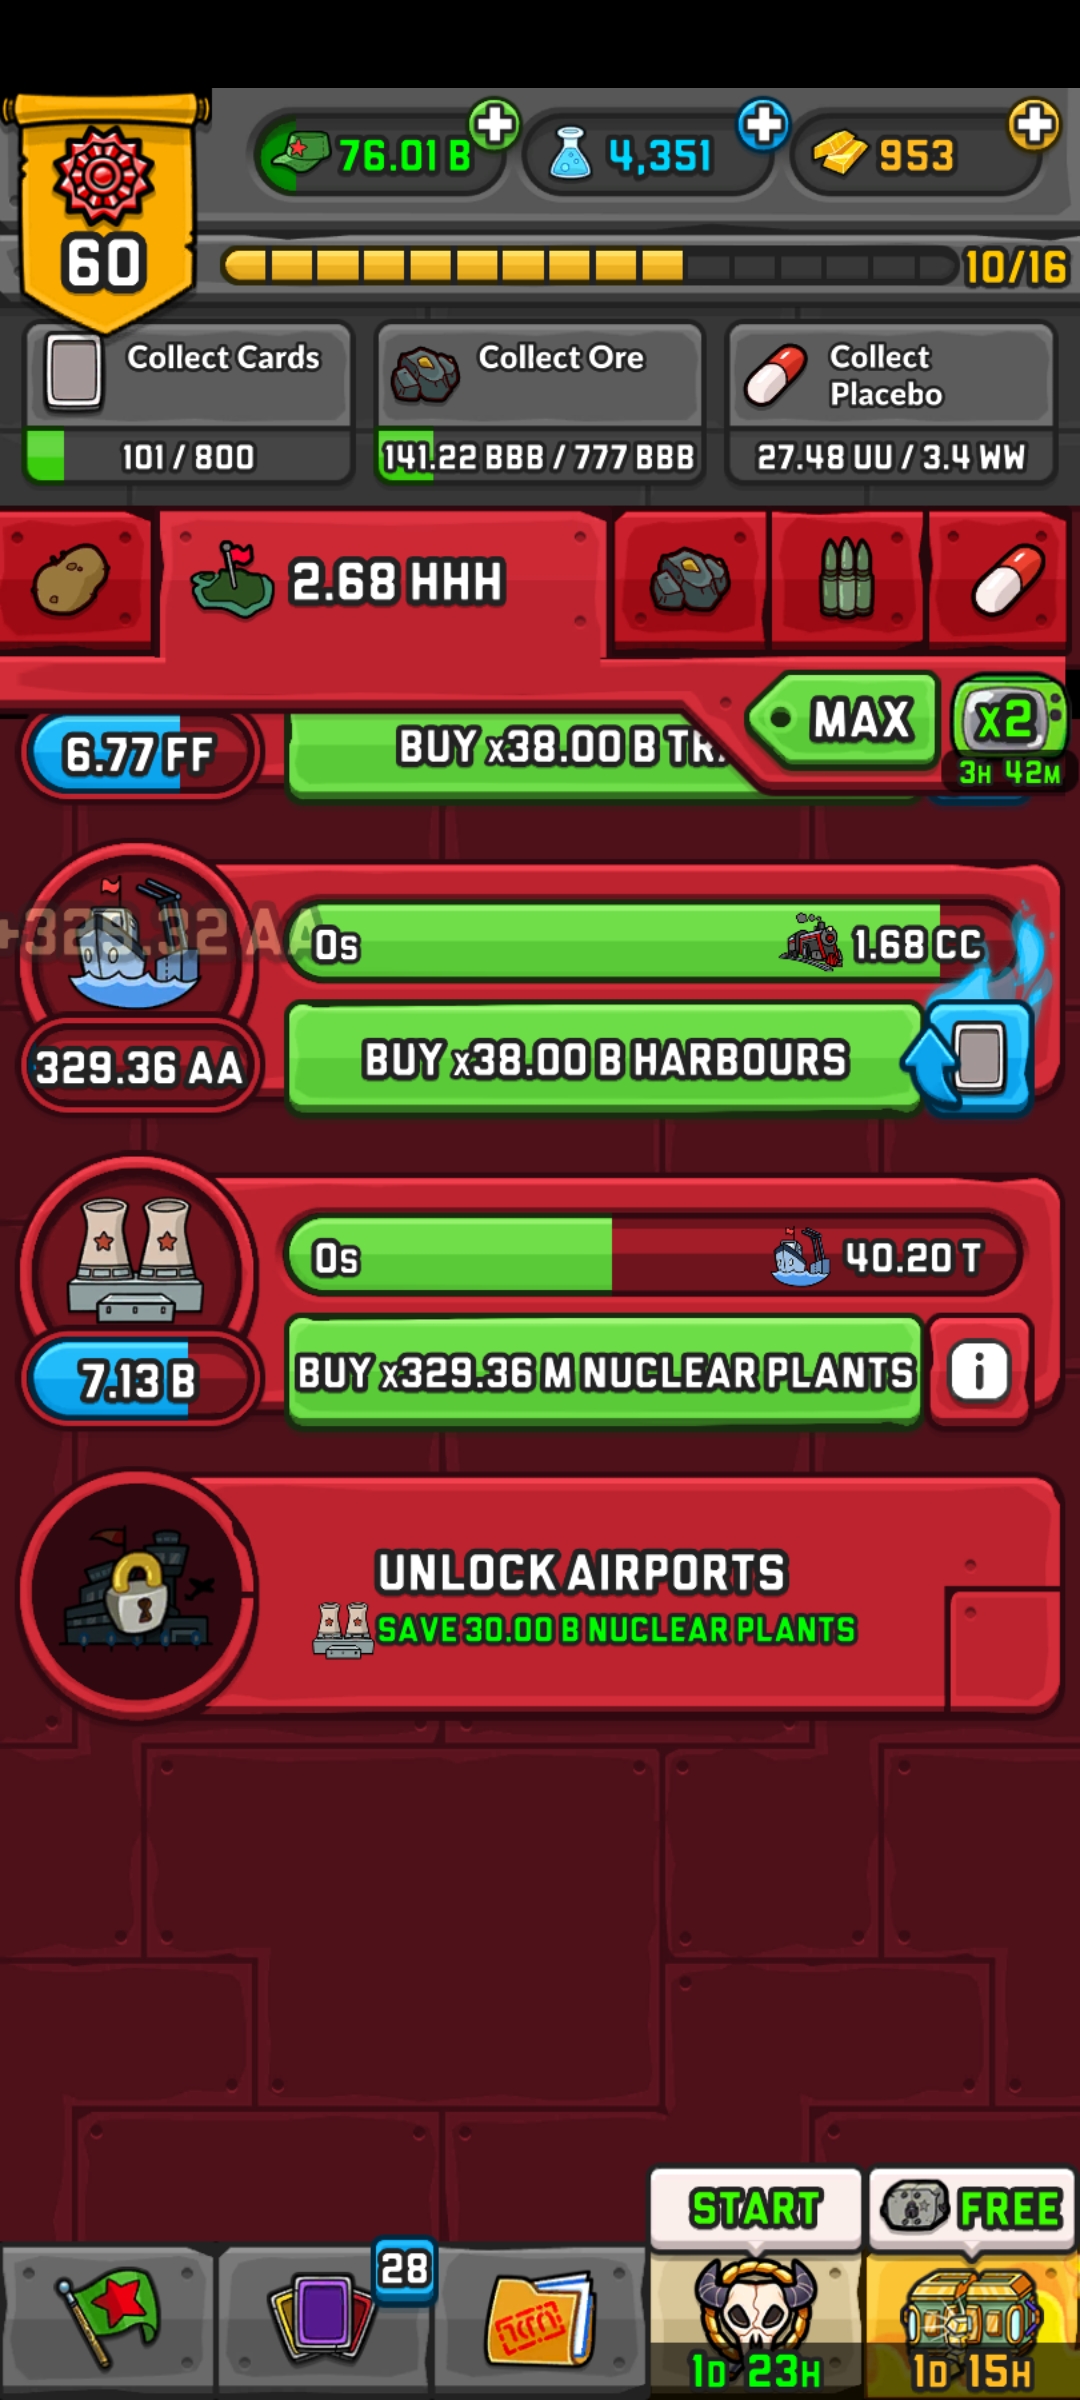 76.01 B
4,351
953
60
10/16
Collect Cards
101 / 800
Collect Ore
141.22 BBB / 777 BBB
Collect
Placebo
27.48 UU / 3.4 WW
2.68 HHH
MAX
x2
3H 42M
6.77 FF
BUY x38.00 B
+329.32 AA
0s
1.68 CC
329.36 AA
BUY x38.00 B HARBOURS
0s
40.20 T
7.13 B
BUY x329.36 M NUCLEAR PLANTS
i
UNLOCK AIRPORTS
SAVE 30.00 B NUCLEAR PLANTS
START
FREE
28
1D 23H
1D 15H